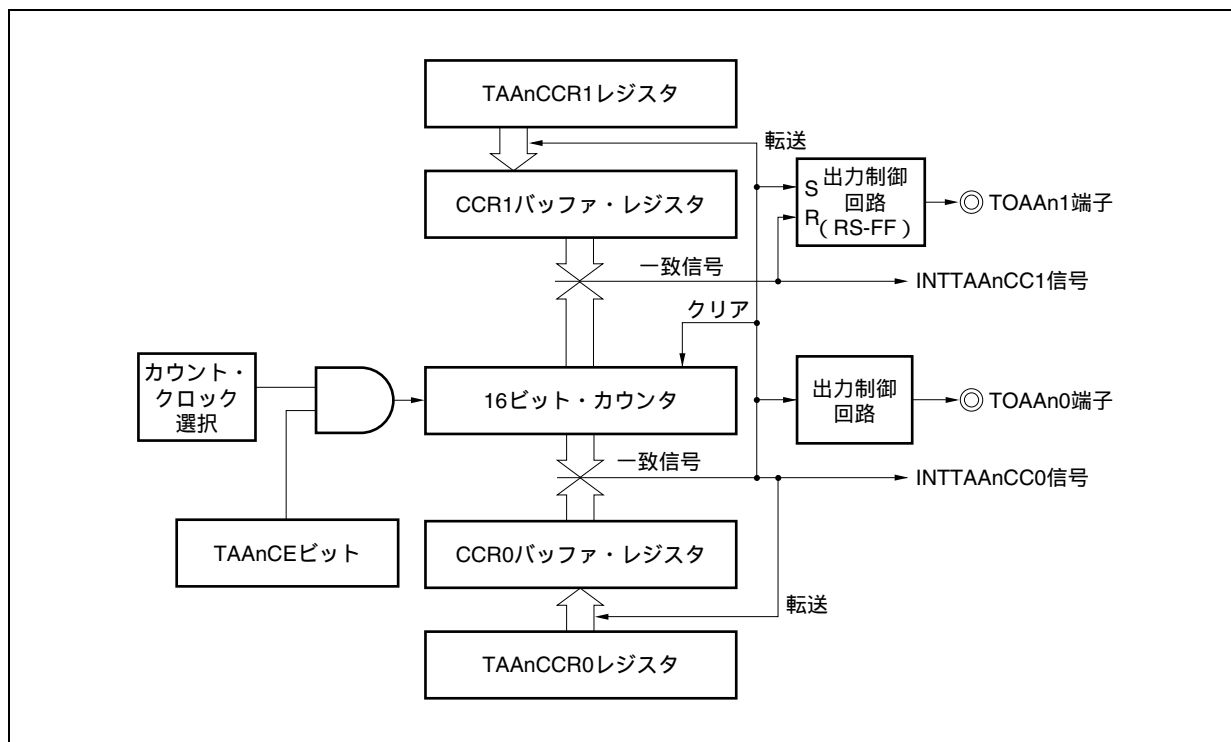 TAAnCCR1レジスタ
転送
CCR1バッファ・レジスタ
S
R
出力制御
回路
(RS-FF)
TOAAn1端子
一致信号
INTTAAnCC1信号
クリア
カウント・
クロック
選択
16ビット・カウンタ
出力制御
回路
TOAAn0端子
一致信号
INTTAAnCC0信号
TAAnCEビット
CCR0バッファ・レジスタ
転送
TAAnCCR0レジスタ